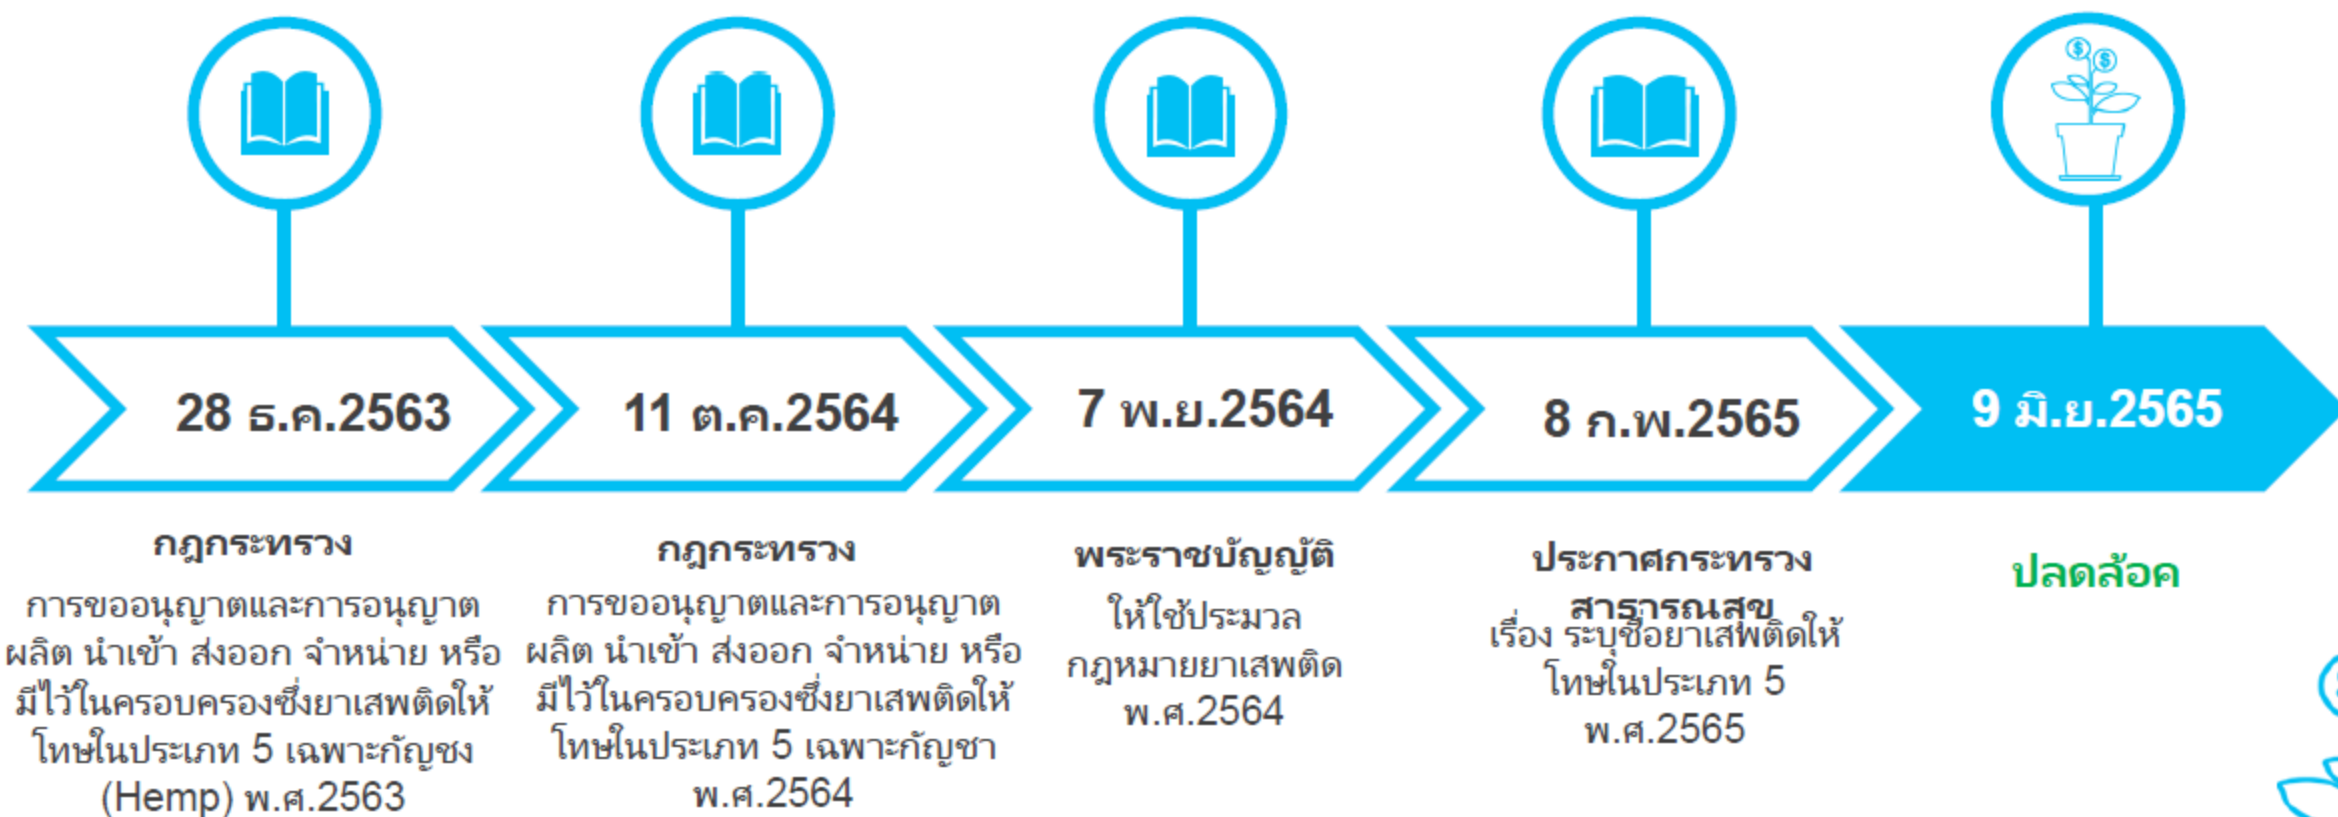 28 ธ.ค.2563
กฎกระทรวง
การขออนุญาตและการอนุญาต
ผลิต นำเข้า ส่งออก จำหน่าย หรือ
มีไว้ในครอบครองซึ่งยาเสพติดให้
โทษในประเภท 5 เฉพาะกัญชง
(Hemp) พ.ศ.2563
11 ต.ค.2564
กฎกระทรวง
การขออนุญาตและการอนุญาต
ผลิต นำเข้า ส่งออก จำหน่าย หรือ
มีไว้ในครอบครองซึ่งยาเสพติดให้
โทษในประเภท 5 เฉพาะกัญชา
พ.ศ.2564
7 พ.ย.2564
พระราชบัญญัติ
ให้ใช้ประมวล
กฎหมายยาเสพติด
พ.ศ.2564
8 ก.พ.2565
ประกาศกระทรวง
สาธารณสุข
เรื่อง ระบุชื่อยาเสพติดให้
โทษในประเภท 5
พ.ศ.2565
9 มิ.ย.2565
ปลดล้อค